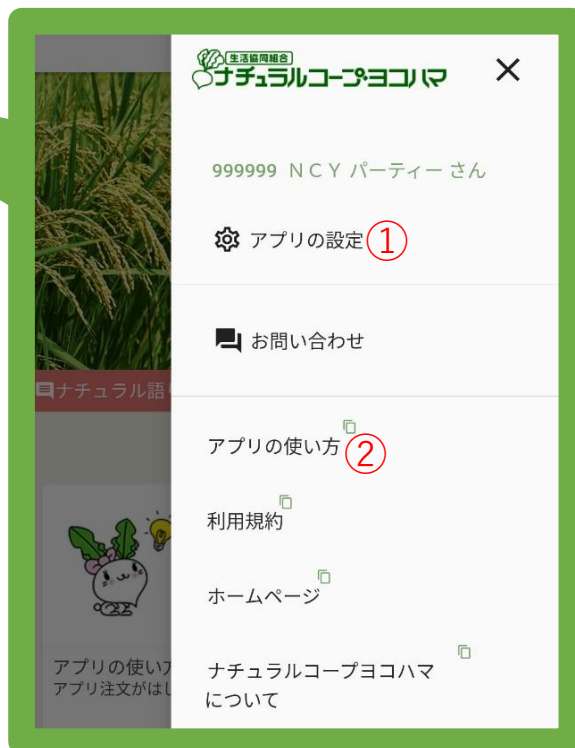 生活協同組合
ナチュラルコープ・ヨコハマ
999999 ＮＣＹ パーティー さん
アプリの設定 ①
お問い合わせ
ナチュラル語り
アプリの使い方 ②
利用規約
ホームページ
ナチュラルコープヨコハマ
について
アプリの使い方
アプリ注文がはし